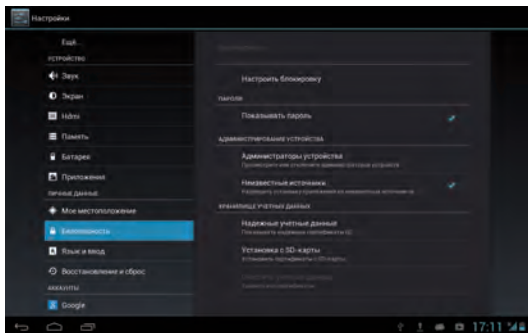 Настройки
Ещё...
УСТРОЙСТВО
Звук
Экран
Hdmi
Память
Батарея
Приложения
ЛИЧНЫЕ ДАННЫЕ
Мое местоположение
Безопасность
Язык и ввод
Восстановление и сброс
АККАУНТЫ
Google
Настроить блокировку
ПАРОЛИ
Показывать пароль
АДМИНИСТРИРОВАНИЕ УСТРОЙСТВА
Администраторы устройства
Неизвестные источники
ХРАНИЛИЩЕ УЧЕТНЫХ ДАННЫХ
Надежные учетные данные
Установка с SD-карты
Установить сертификаты с SD-карты
17:11